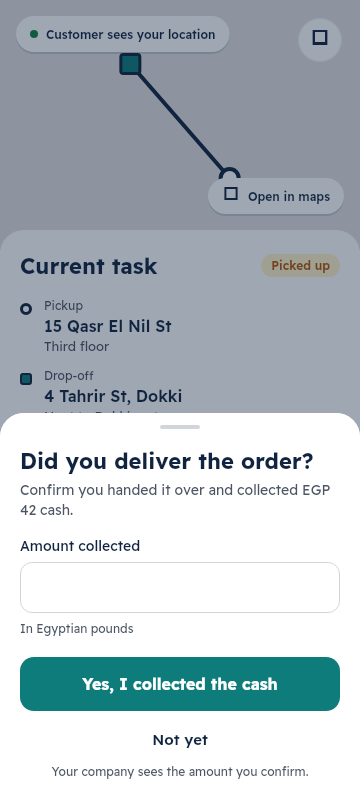 Customer sees your location
Open in maps
Current task
Picked up
Pickup
15 Qasr El Nil St
Third floor
Drop-off
4 Tahrir St, Dokki
Did you deliver the order?
Confirm you handed it over and collected EGP
42 cash.
Amount collected
In Egyptian pounds
Yes, I collected the cash
Not yet
Your company sees the amount you confirm.